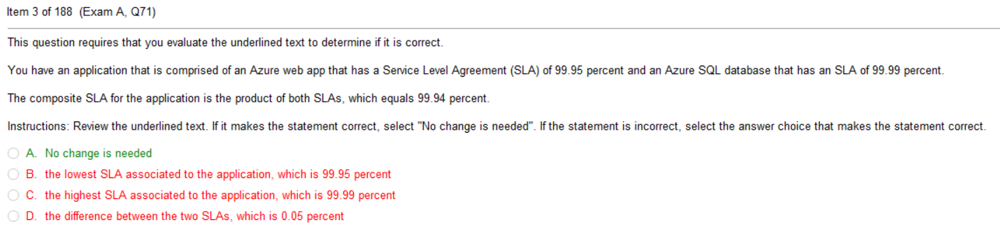 Item 3 of 188 (Exam A, Q71)
This question requires that you evaluate the underlined text to determine if it is correct.
You have an application that is comprised of an Azure web app that has a Service Level Agreement (SLA) of 99.95 percent and an Azure SQL database that has an SLA of 99.99 percent.
The composite SLA for the application is the product of both SLAs, which equals 99.94 percent.
Instructions: Review the underlined text. If it makes the statement correct, select "No change is needed". If the statement is incorrect, select the answer choice that makes the statement correct.
A. No change is needed
B. the lowest SLA associated to the application, which is 99.95 percent
C. the highest SLA associated to the application, which is 99.99 percent
D. the difference between the two SLAs, which is 0.05 percent